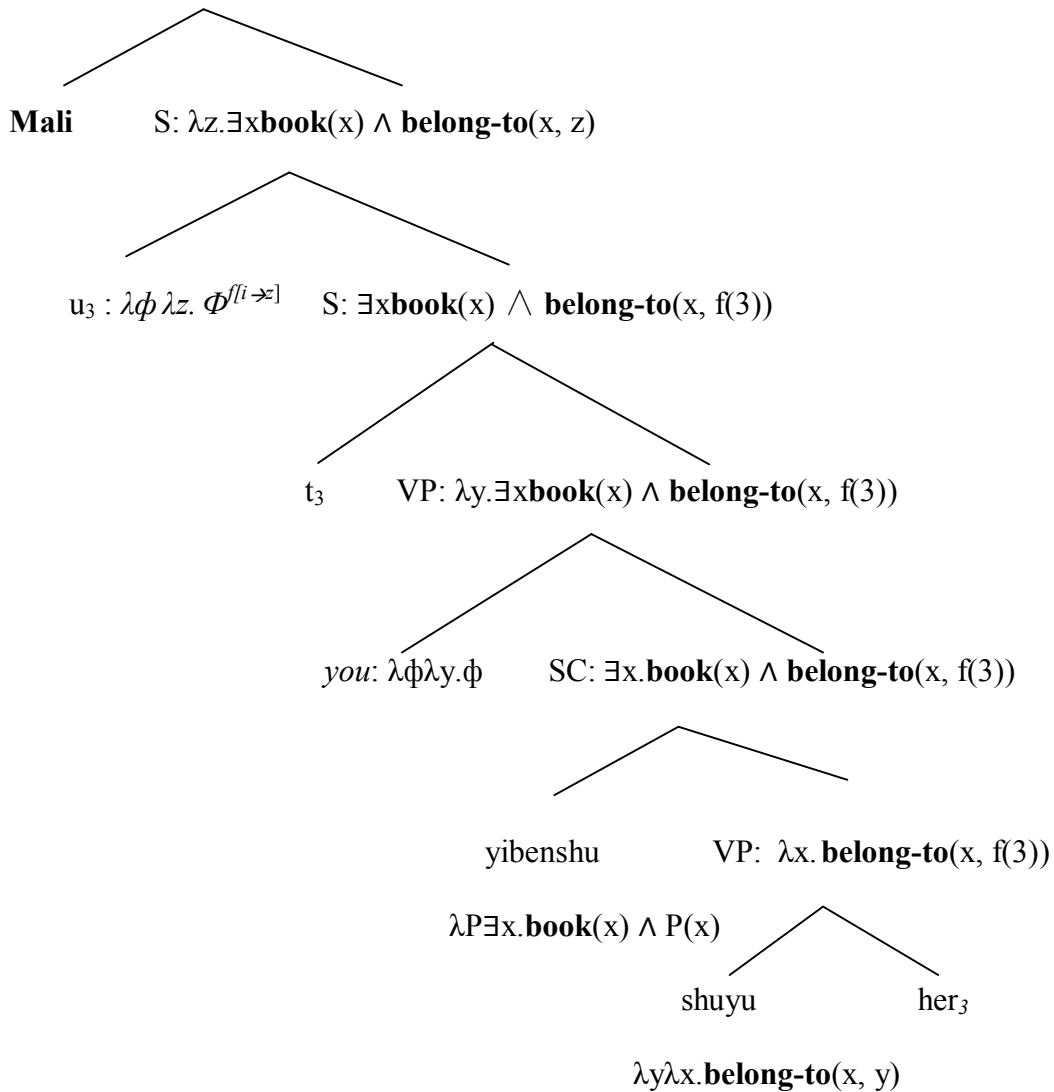 Mali S: λz.∃xbook(x) ∧ belong-to(x, z)
u₃ : λϕ λz. Φᶠ[i→z] S: ∃xbook(x) ∧ belong-to(x, f(3))
t₃ VP: λy.∃xbook(x) ∧ belong-to(x, f(3))
you: λϕλy.ϕ SC: ∃x.book(x) ∧ belong-to(x, f(3))
yibenshu VP: λx. belong-to(x, f(3))
λP∃x.book(x) ∧ P(x)
shuyu her₃
λyλx.belong-to(x, y)